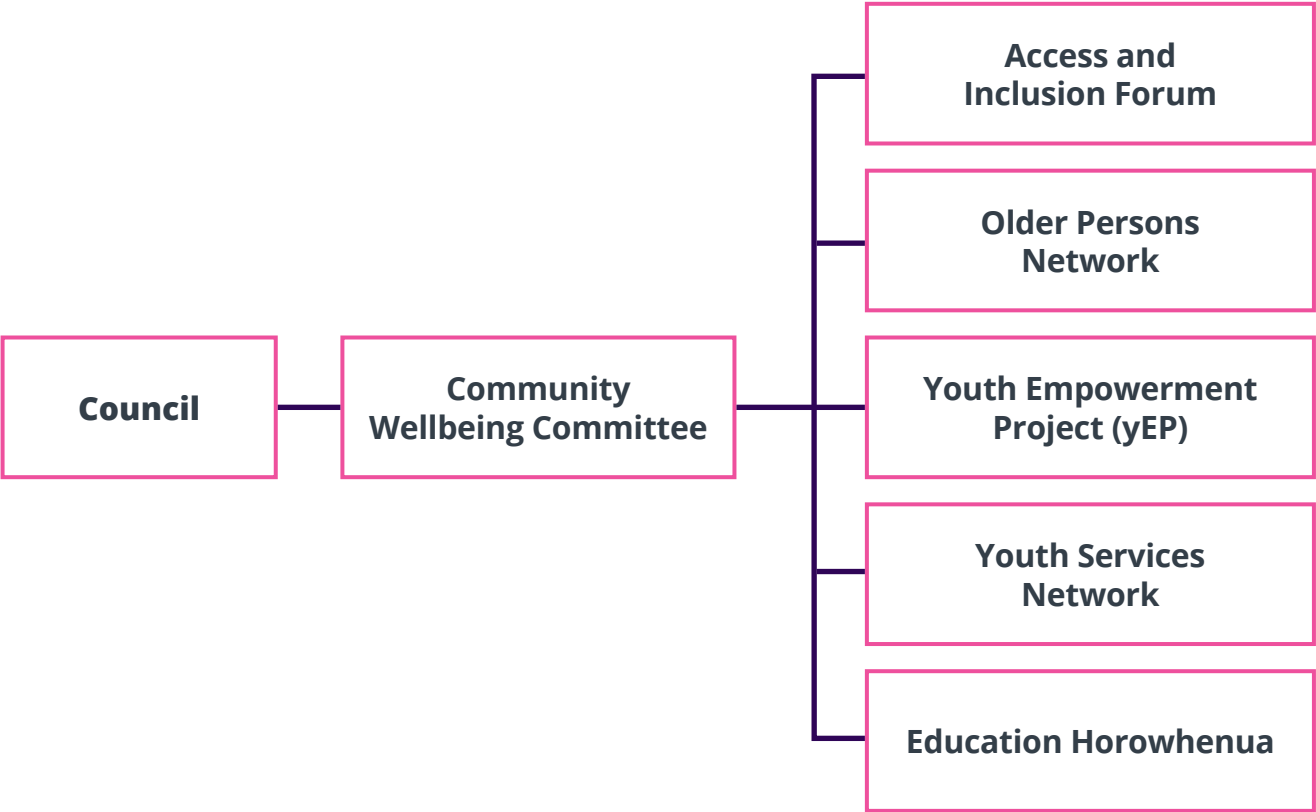 Council
Community
Wellbeing Committee
Access and
Inclusion Forum
Older Persons
Network
Youth Empowerment
Project (yEP)
Youth Services
Network
Education Horowhenua